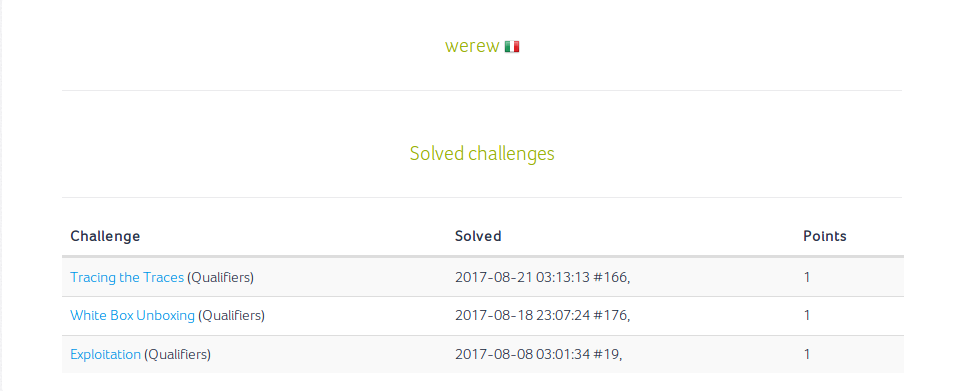 werew 🇮🇹
Solved challenges
Challenge Solved Points
Tracing the Traces (Qualifiers) 2017-08-21 03:13:13 #166, 1
White Box Unboxing (Qualifiers) 2017-08-18 23:07:24 #176, 1
Exploitation (Qualifiers) 2017-08-08 03:01:34 #19, 1